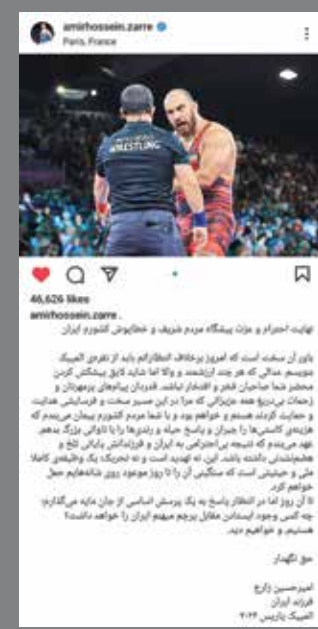 amirhossein.zarre
Paris, France
WRESTLING
46,626 likes
amirhossein.zarre .
نهایت احترام و عزت پیشگاه مردم شریف و خطاپوش کشورم ایران
باور آن سخت است که امروز برخلاف انتظاراتم باید از نقره‌ی المپیک
بنویسم. مدالی که هر چند ارزشمند و والا اما شاید لایق پیشکش کردن
محضر شما صاحبان فخر و افتخار نباشد. قدردان پیام‌های پرمهرتان و
زحمات بی‌دریغ همه عزیزانی که مرا در این مسیر سخت و فرسایشی هدایت
و حمایت کردند هستم و خواهم بود و با شما مردم کشورم پیمان می‌بندم که
هزینه‌ی کاستی‌ها را جبران و پاسخ حیله و رندی‌ها را با تاوانی بزرگ بدهم.
عهد می‌بندم که نتیجه بی‌احترامی به ایران و فرزندانش پایانی تلخ و
هضم‌نشدنی داشته باشد. این، نه تهدید است و نه تحریک؛ یک وظیفه‌ی کاملا
ملی و حیثیتی است که سنگینی آن را تا روز موعود روی شانه‌هایم حمل
خواهم کرد.
تا آن روز اما در انتظار پاسخ به یک پرسش اساسی از جان مایه می‌گذارم؛
چه کسی وجود ایستادن مقابل پرچم میهنم ایران را خواهد داشت؟
هستیم، و خواهیم دید.
حق نگهدار
امیرحسین زارع
فرزند ایران
المپیک پاریس ۲۰۲۴